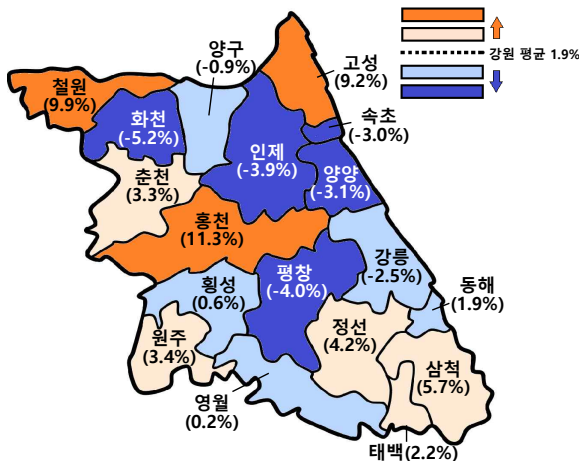 강원 평균 1.9%
양구
(-0.9%)
고성
(9.2%)
철원
(9.9%)
화천
(-5.2%)
속초
(-3.0%)
인제
(-3.9%)
양양
(-3.1%)
춘천
(3.3%)
홍천
(11.3%)
강릉
(-2.5%)
평창
(-4.0%)
횡성
(0.6%)
동해
(1.9%)
원주
(3.4%)
정선
(4.2%)
삼척
(5.7%)
영월
(0.2%)
태백(2.2%)